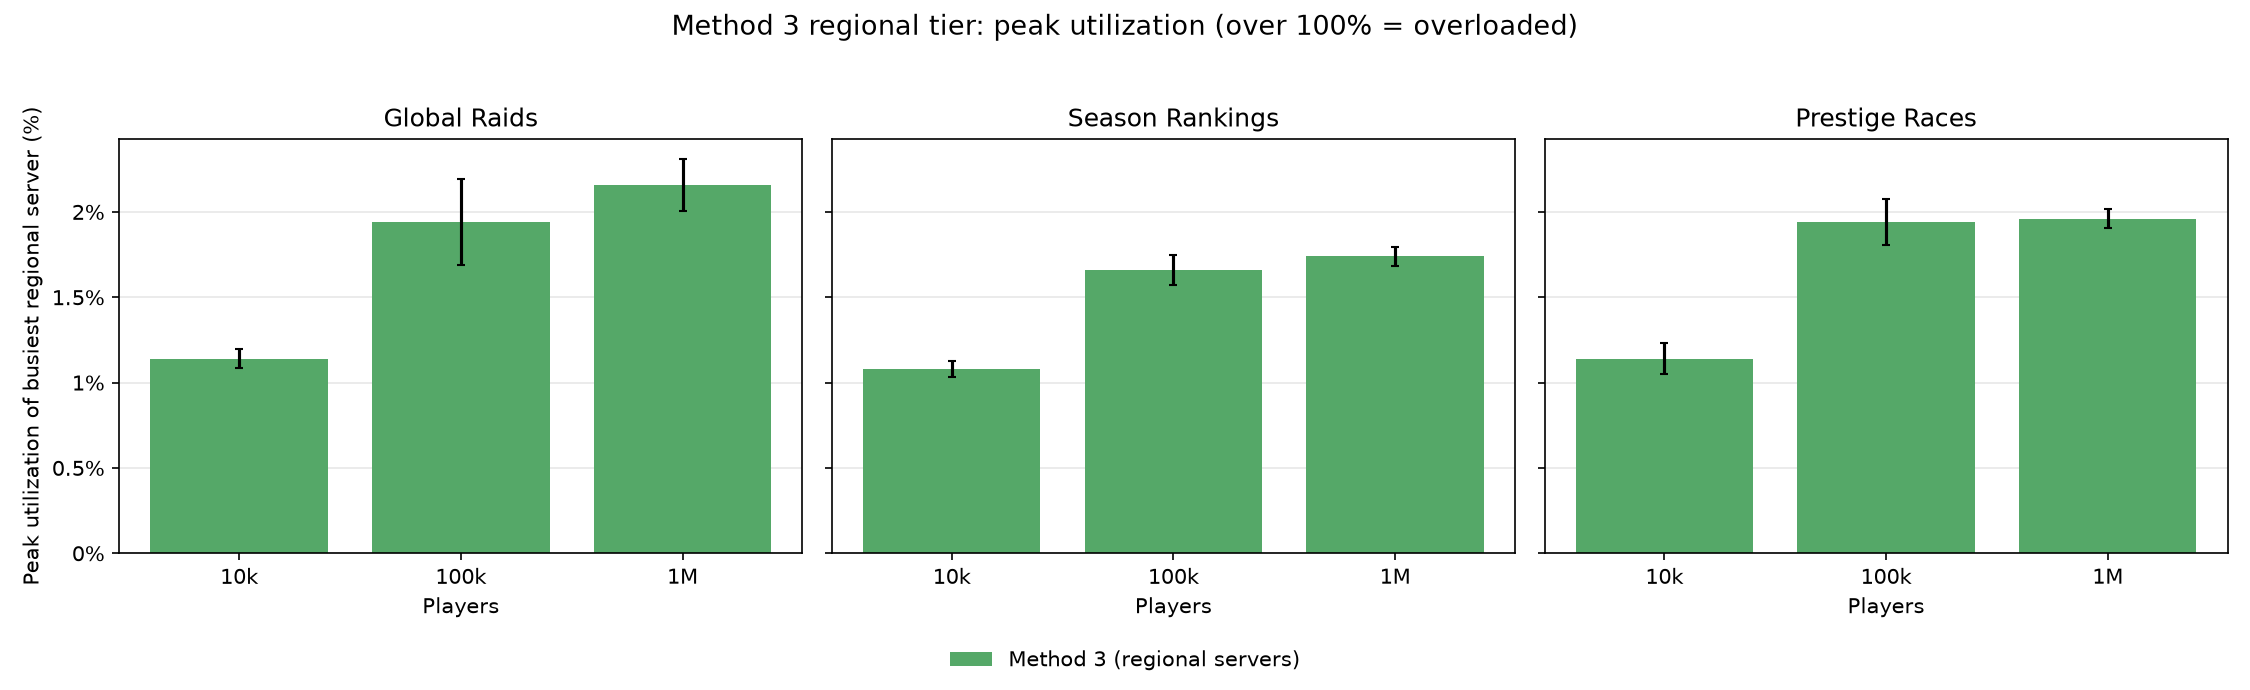 Method 3 regional tier: peak utilization (over 100% = overloaded)
Peak utilization of busiest regional server (%)
Global Raids
2%
1.5%
1%
0.5%
0%
10k 100k 1M
Players
Season Rankings
10k 100k 1M
Players
Prestige Races
10k 100k 1M
Players
Method 3 (regional servers)